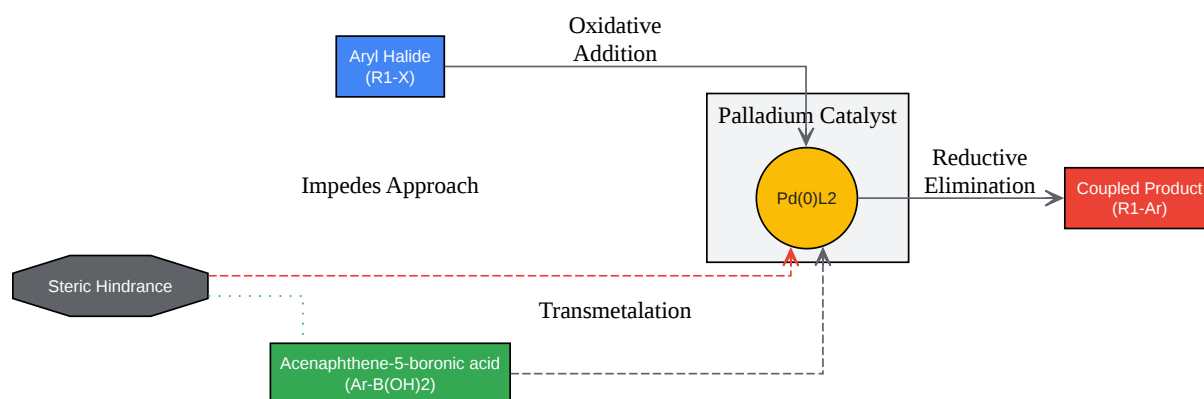 Oxidative
Addition
Aryl Halide
(R1-X)
Palladium Catalyst
Reductive
Elimination
Impedes Approach
Pd(0)L2
Coupled Product
(R1-Ar)
Steric Hindrance
Transmetalation
Acenaphthene-5-boronic acid
(Ar-B(OH)2)